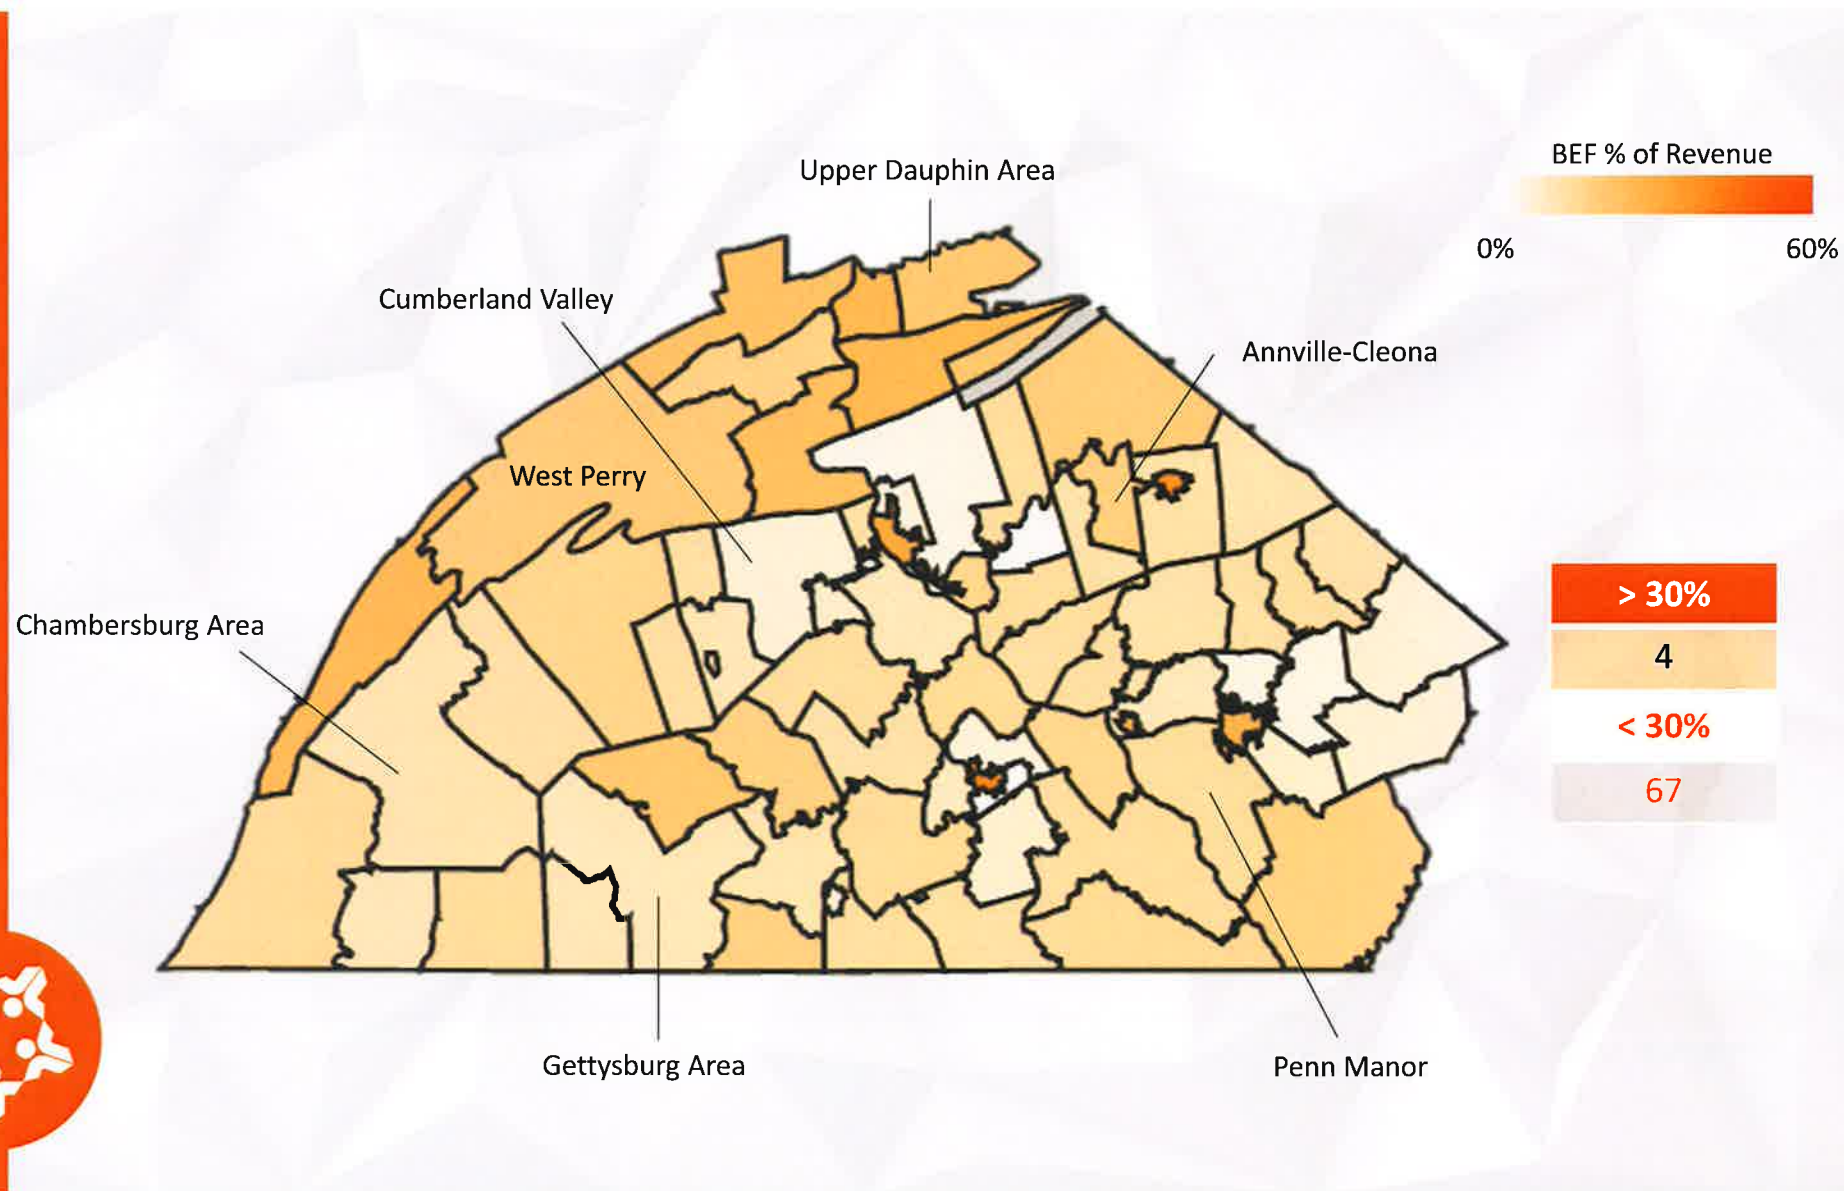 Upper Dauphin Area
BEF % of Revenue
0%
60%
Cumberland Valley
Annville-Cleona
West Perry
Chambersburg Area
> 30%
4
< 30%
67
Gettysburg Area
Penn Manor